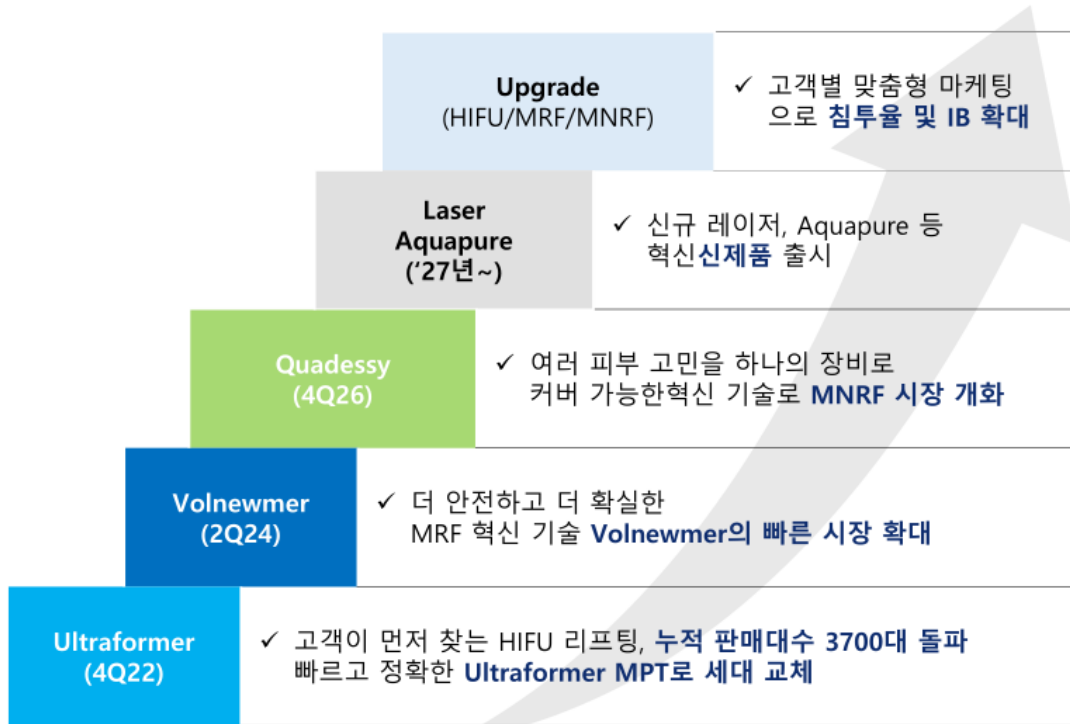 Upgrade
(HIFU/MRF/MNRF)
✓ 고객별 맞춤형 마케팅
으로 침투율 및 IB 확대
Laser
Aquapure
('27년~)
✓ 신규 레이저, Aquapure 등
혁신신제품 출시
Quadessy
(4Q26)
✓ 여러 피부 고민을 하나의 장비로
커버 가능한혁신 기술로 MNRF 시장 개화
Volnewmer
(2Q24)
✓ 더 안전하고 더 확실한
MRF 혁신 기술 Volnewmer의 빠른 시장 확대
Ultraformer
(4Q22)
✓ 고객이 먼저 찾는 HIFU 리프팅, 누적 판매대수 3700대 돌파
빠르고 정확한 Ultraformer MPT로 세대 교체